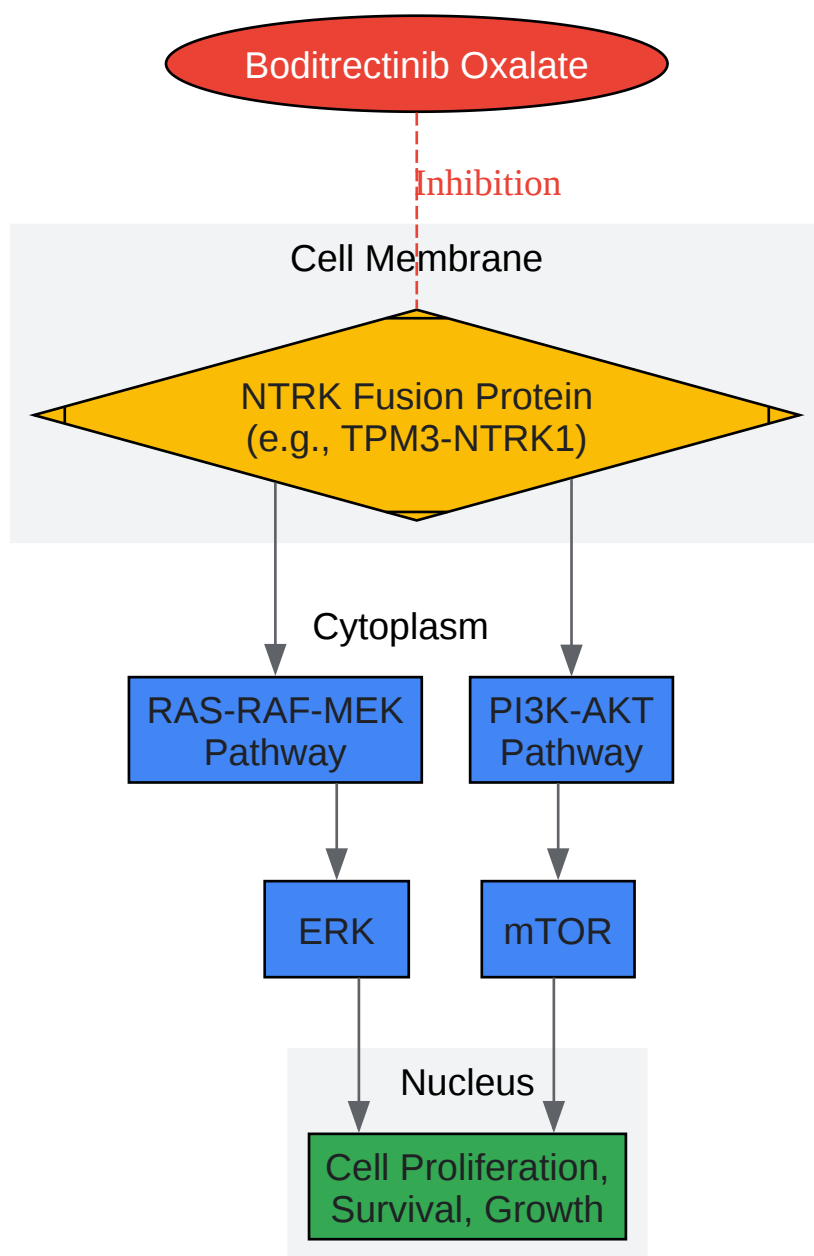 Boditrectinib Oxalate
Inhibition
Cell Membrane
NTRK Fusion Protein
(e.g., TPM3-NTRK1)
Cytoplasm
RAS-RAF-MEK
Pathway
PI3K-AKT
Pathway
ERK
mTOR
Nucleus
Cell Proliferation,
Survival, Growth